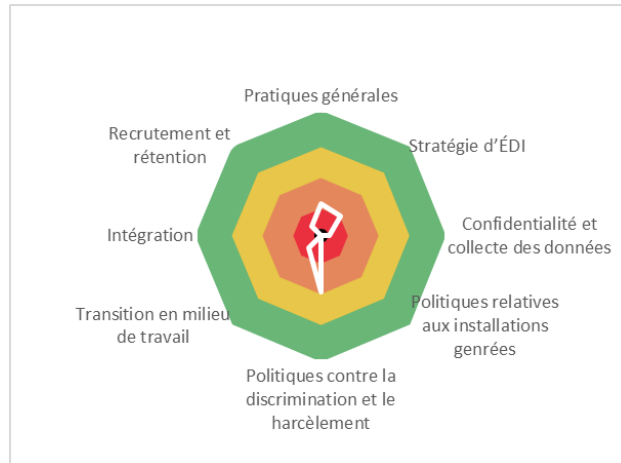 Pratiques générales
Stratégie d'ÉDI
Confidentialité et
collecte des données
Politiques relatives
aux installations
genrées
Politiques contre la
discrimination et le
harcèlement
Transition en milieu
de travail
Intégration
Recrutement et
rétention